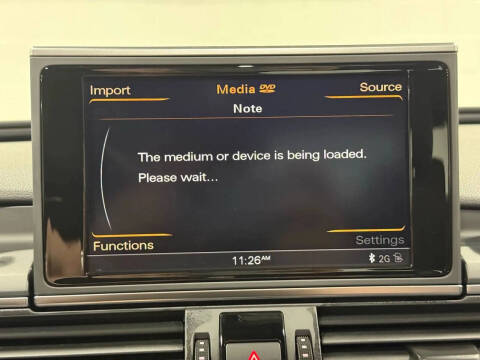 Import Media DVD Source
Note
The medium or device is being loaded.
Please wait...
Functions Settings
11:26AM 2G